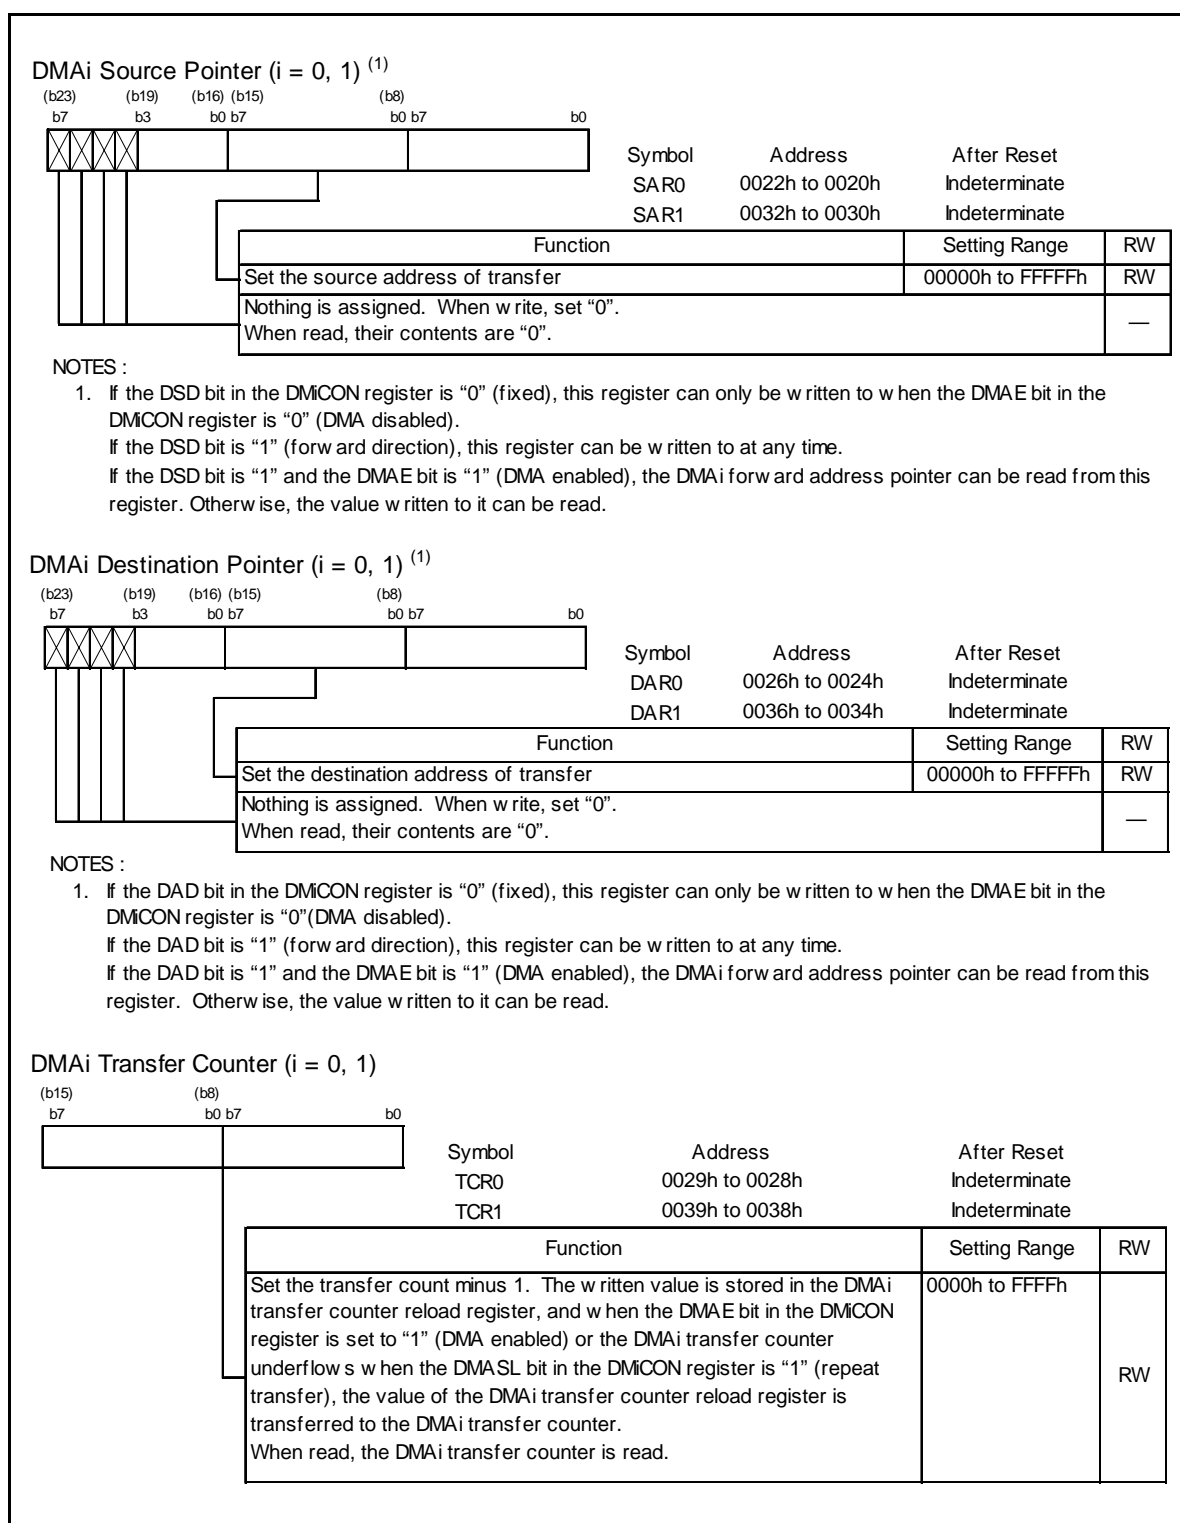 DMAi Source Pointer (i = 0, 1) (1)
(b23) (b19) (b16) (b15) (b8)
b7 b3 b0 b7 b0 b7 b0
Symbol Address After Reset
SAR0 0022h to 0020h Indeterminate
SAR1 0032h to 0030h Indeterminate
Function Setting Range RW
Set the source address of transfer 00000h to FFFFFh RW
Nothing is assigned. When write, set “0”.
When read, their contents are “0”. —
NOTES :
1. If the DSD bit in the DMiCON register is “0” (fixed), this register can only be written to when the DMAE bit in the
DMiCON register is “0” (DMA disabled).
If the DSD bit is “1” (forward direction), this register can be written to at any time.
If the DSD bit is “1” and the DMAE bit is “1” (DMA enabled), the DMAi forward address pointer can be read from this
register. Otherwise, the value written to it can be read.
DMAi Destination Pointer (i = 0, 1) (1)
(b23) (b19) (b16) (b15) (b8)
b7 b3 b0 b7 b0 b7 b0
Symbol Address After Reset
DAR0 0026h to 0024h Indeterminate
DAR1 0036h to 0034h Indeterminate
Function Setting Range RW
Set the destination address of transfer 00000h to FFFFFh RW
Nothing is assigned. When write, set “0”.
When read, their contents are “0”. —
NOTES :
1. If the DAD bit in the DMiCON register is “0” (fixed), this register can only be written to when the DMAE bit in the
DMiCON register is “0”(DMA disabled).
If the DAD bit is “1” (forward direction), this register can be written to at any time.
If the DAD bit is “1” and the DMAE bit is “1” (DMA enabled), the DMAi forward address pointer can be read from this
register. Otherwise, the value written to it can be read.
DMAi Transfer Counter (i = 0, 1)
(b15) (b8)
b7 b0 b7 b0
Symbol Address After Reset
TCR0 0029h to 0028h Indeterminate
TCR1 0039h to 0038h Indeterminate
Function Setting Range RW
Set the transfer count minus 1. The written value is stored in the DMAi 0000h to FFFFh
transfer counter reload register, and when the DMAE bit in the DMiCON
register is set to “1” (DMA enabled) or the DMAi transfer counter
underflows when the DMASL bit in the DMiCON register is “1” (repeat
transfer), the value of the DMAi transfer counter reload register is RW
transferred to the DMAi transfer counter.
When read, the DMAi transfer counter is read.